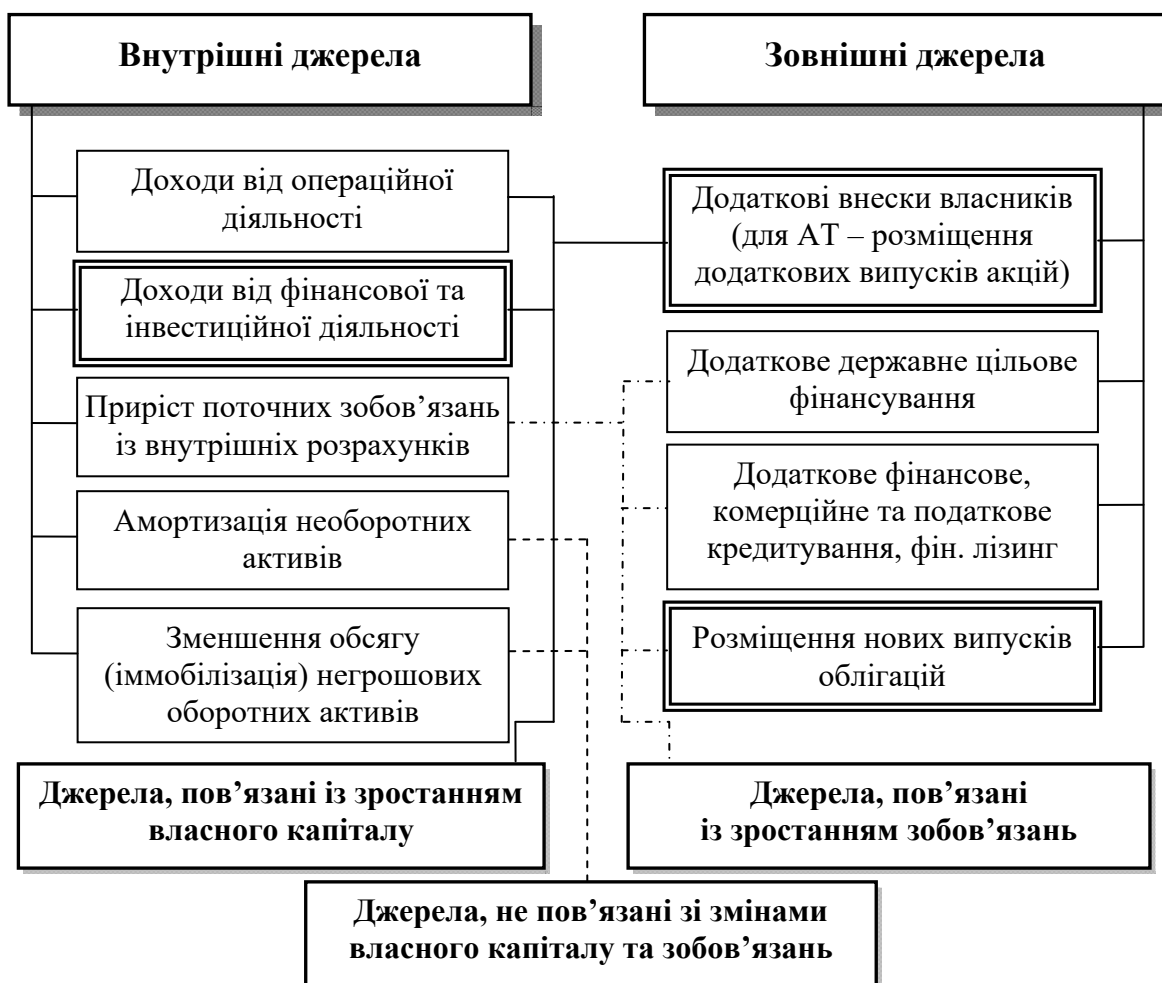 Внутрішні джерела
Зовнішні джерела
Доходи від операційної
діяльності
Доходи від фінансової та
інвестиційної діяльності
Приріст поточних зобов’язань
із внутрішніх розрахунків
Амортизація необоротних
активів
Зменшення обсягу
(іммобілізація) негрошових
оборотних активів
Додаткові внески власників
(для АТ – розміщення
додаткових випусків акцій)
Додаткове державне цільове
фінансування
Додаткове фінансове,
комерційне та податкове
кредитування, фін. лізинг
Розміщення нових випусків
облігацій
Джерела, пов’язані із зростанням
власного капіталу
Джерела, пов’язані
із зростанням зобов’язань
Джерела, не пов’язані зі змінами
власного капіталу та зобов’язань